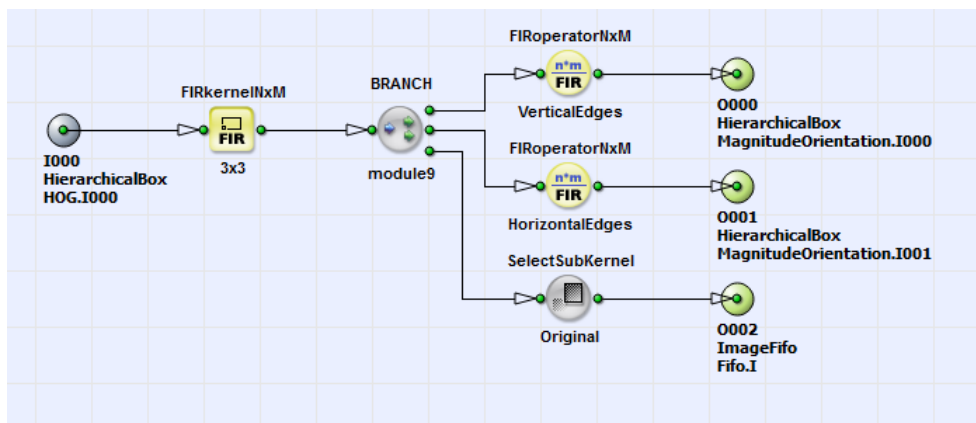 FIRoperatorNxM
n*m
FIR
VerticalEdges
O000
HierarchicalBox
MagnitudeOrientation.I000
BRANCH
module9
FIRkernelNxM
FIR
3x3
I000
HierarchicalBox
HOG.I000
FIRoperatorNxM
n*m
FIR
HorizontalEdges
O001
HierarchicalBox
MagnitudeOrientation.I001
SelectSubKernel
Original
O002
ImageFifo
Fifo.I